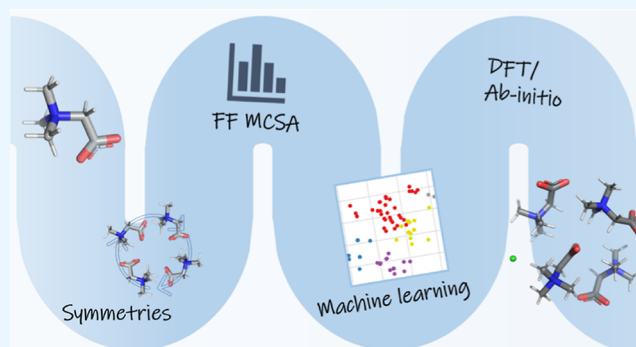 Symmetries
FF MCSA
Machine learning
DFT/
Ab-initio